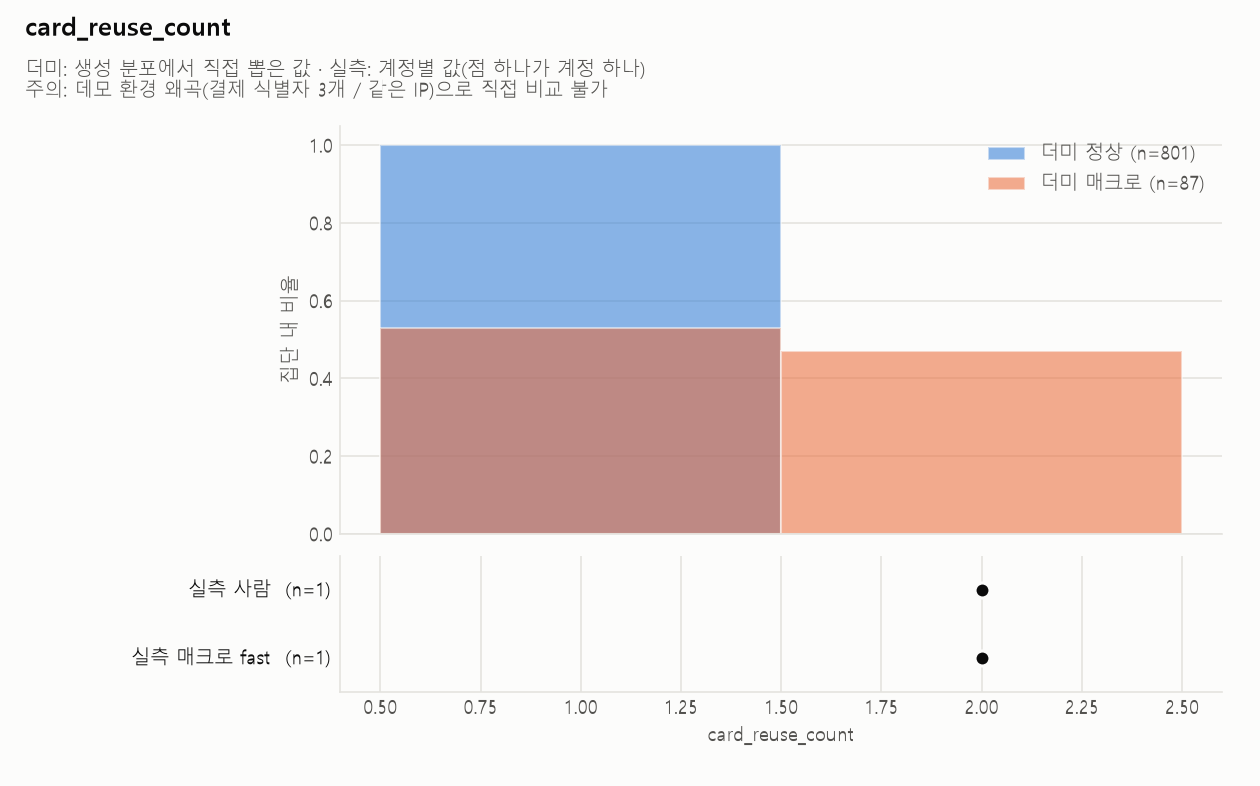 card_reuse_count
더미: 생성 분포에서 직접 뽑은 값 · 실측: 계정별 값(점 하나가 계정 하나)
주의: 데모 환경 왜곡(결제 식별자 3개 / 같은 IP)으로 직접 비교 불가
더미 정상 (n=801)
더미 매크로 (n=87)
집단 내 비율
1.0
0.8
0.6
0.4
0.2
0.0
실측 사람 (n=1)
실측 매크로 fast (n=1)
0.50 0.75 1.00 1.25 1.50 1.75 2.00 2.25 2.50
card_reuse_count